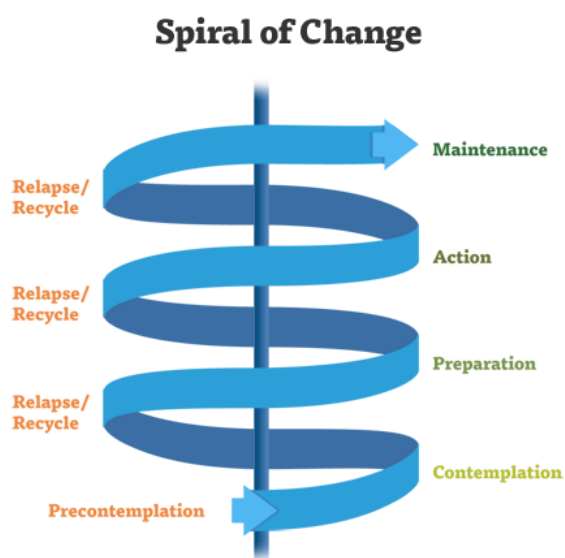 Spiral of Change
Maintenance
Relapse/
Recycle
Action
Relapse/
Recycle
Preparation
Relapse/
Recycle
Contemplation
Precontemplation